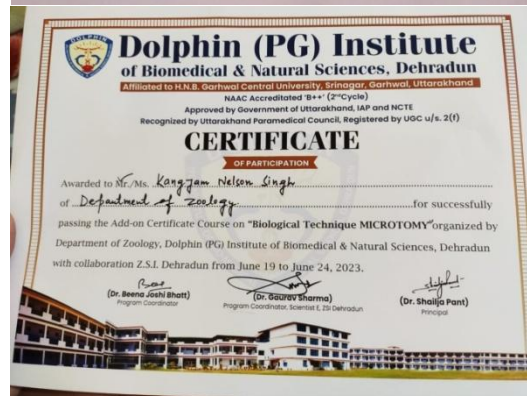 DOLPHIN
Dolphin (PG) Institute
of Biomedical & Natural Sciences, Dehradun
Affiliated to H.N.B. Garhwal Central University, Srinagar, Garhwal, Uttarakhand
NAAC Accredited 'B++' (2ⁿᵈCycle)
Approved by Government of Uttarakhand, IAP and NCTE
Recognized by Uttarakhand Paramedical Council, Registered by UGC u/s. 2(f)
CERTIFICATE
OF PARTICIPATION
Awarded to Mr./Ms. Kangjam Nelson Singh
of Department of Zoology for successfully
passing the Add-on Certificate Course on "Biological Technique MICROTOMY" organized by
Department of Zoology, Dolphin (PG) Institute of Biomedical & Natural Sciences, Dehradun
with collaboration Z.S.I. Dehradun from June 19 to June 24, 2023.
(Dr. Beena Joshi Bhatt) (Dr. Gaurav Sharma) (Dr. Shailja Pant)
Program Coordinator Program Coordinator, Scientist E, ZSI Dehradun Principal